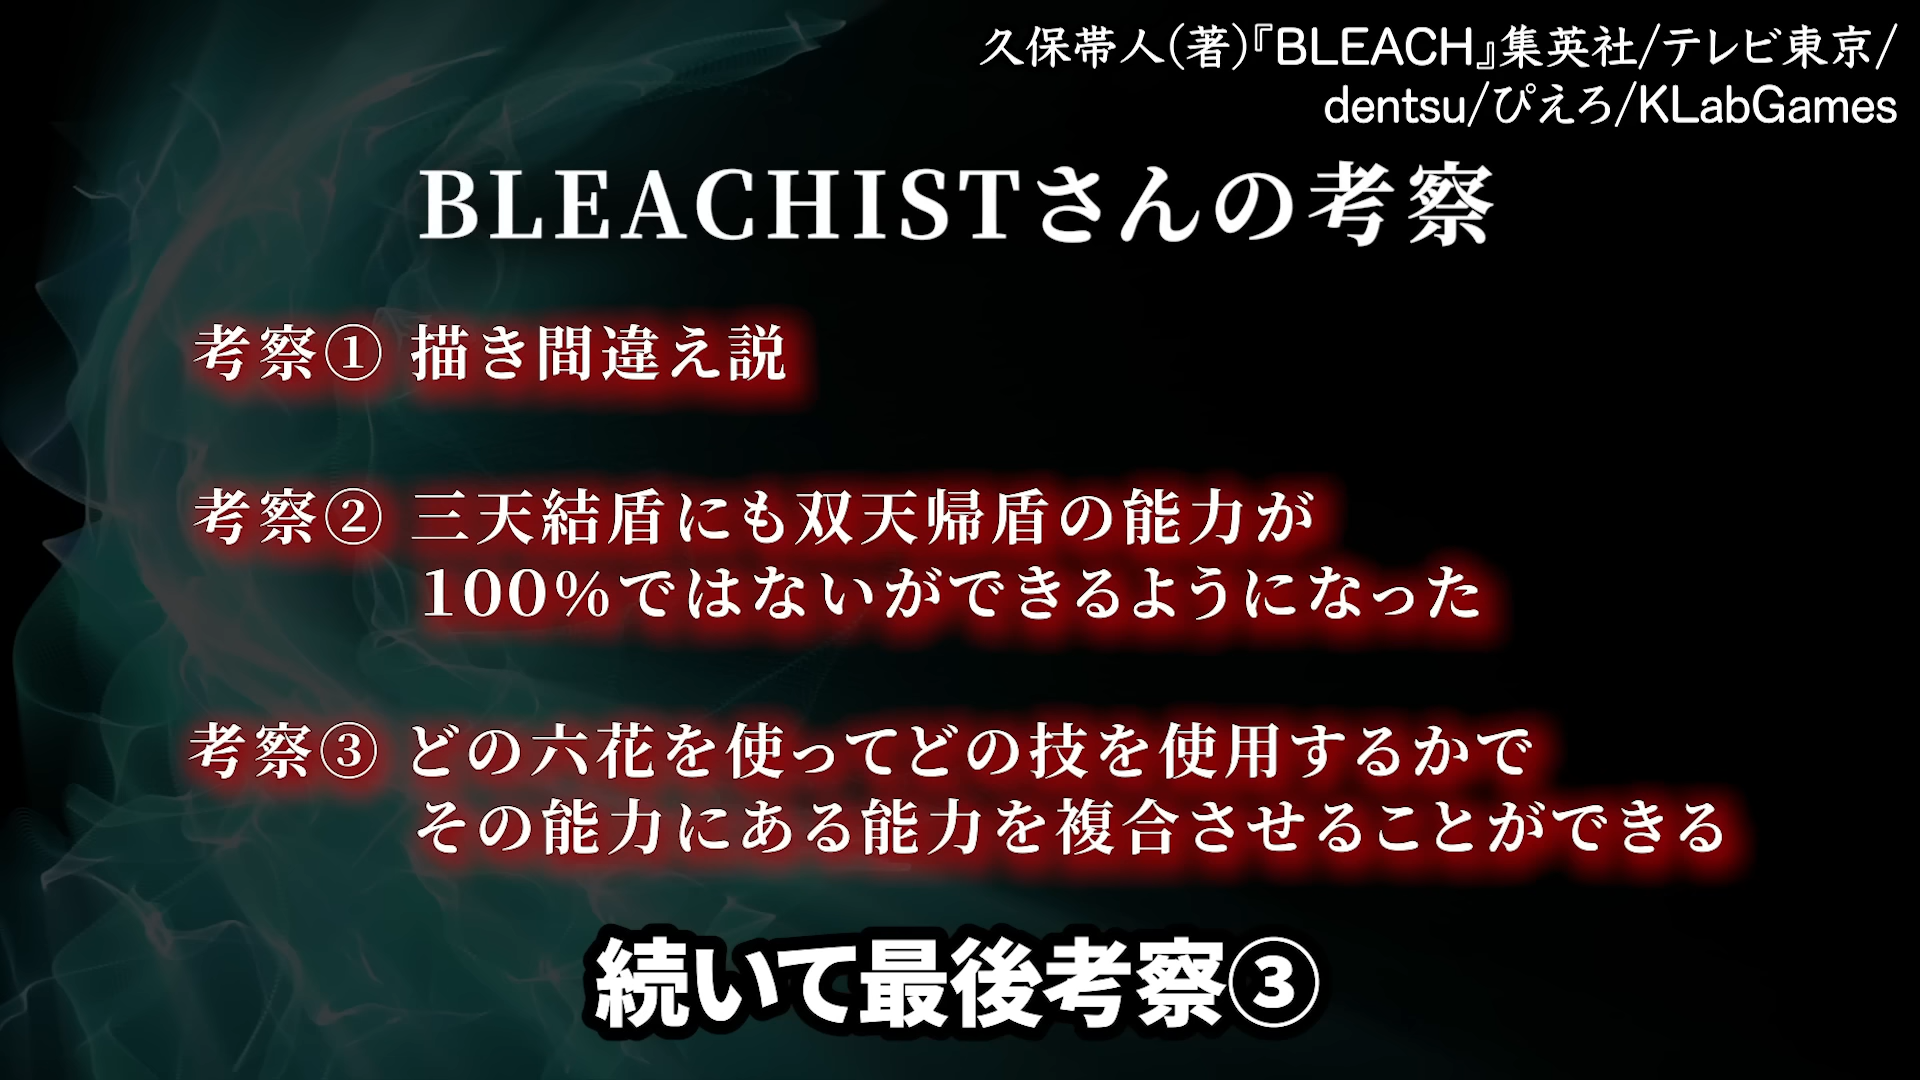 久保帯人(著)『BLEACH』集英社/テレビ東京/
dentsu/ぴえろ/KLabGames
BLEACHISTさんの考察
考察① 描き間違え説
考察② 三天結盾にも双天帰盾の能力が
100%ではないができるようになった
考察③ どの六花を使ってどの技を使用するかで
その能力にある能力を複合させることができる
続いて最後考察③